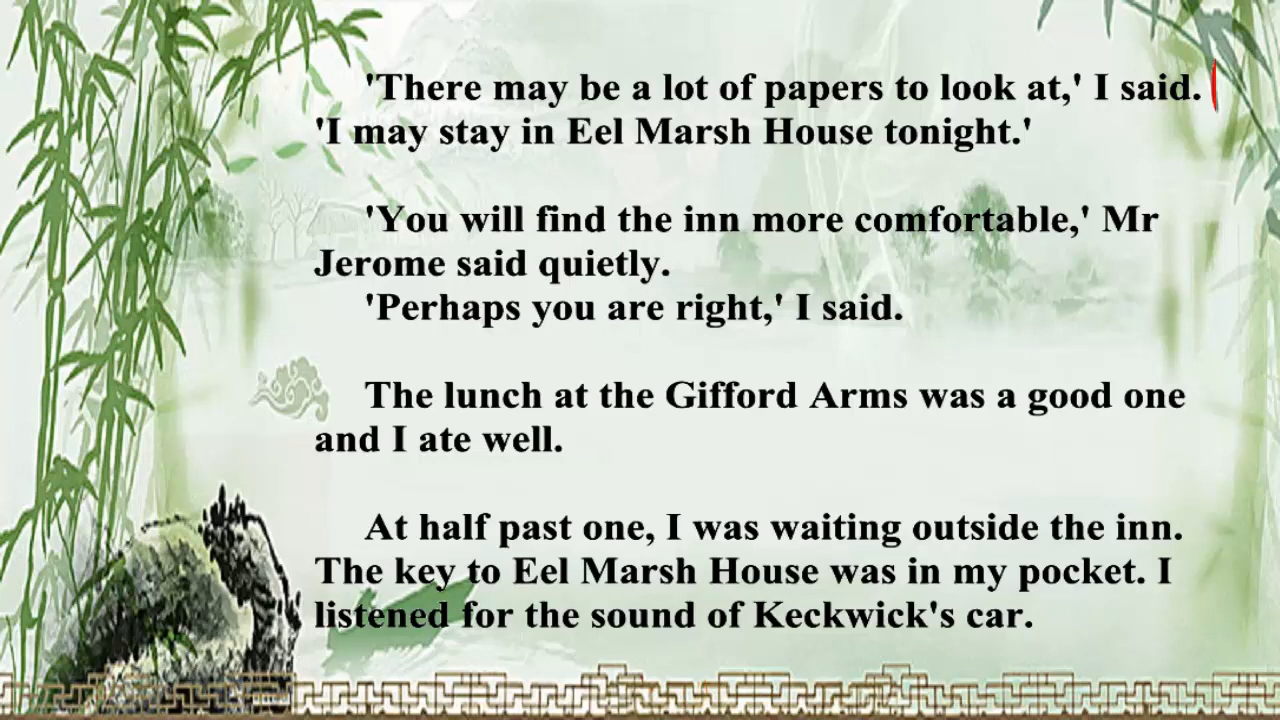 'There may be a lot of papers to look at,' I said.
'I may stay in Eel Marsh House tonight.'
'You will find the inn more comfortable,' Mr
Jerome said quietly.
'Perhaps you are right,' I said.
The lunch at the Gifford Arms was a good one
and I ate well.
At half past one, I was waiting outside the inn.
The key to Eel Marsh House was in my pocket. I
listened for the sound of Keckwick's car.